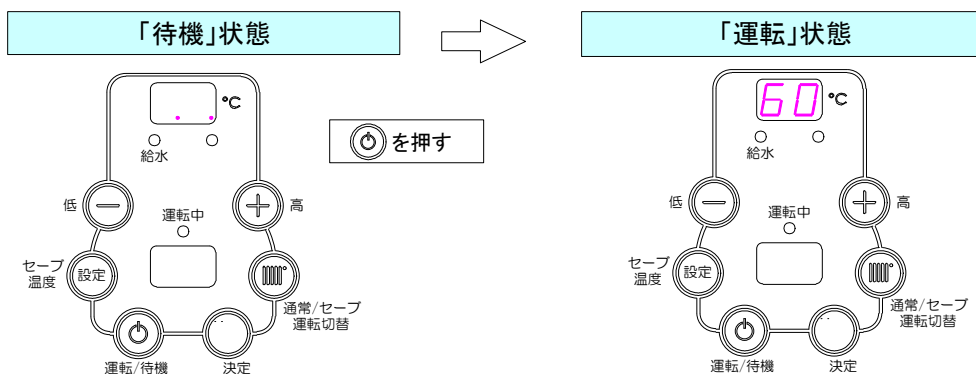 「待機」状態
「運転」状態
℃
給水
低
高
運転中
セーブ
温度
設定
通常/セーブ
運転切替
運転/待機
決定
を押す
60
℃
給水
低
高
運転中
セーブ
温度
設定
通常/セーブ
運転切替
運転/待機
決定